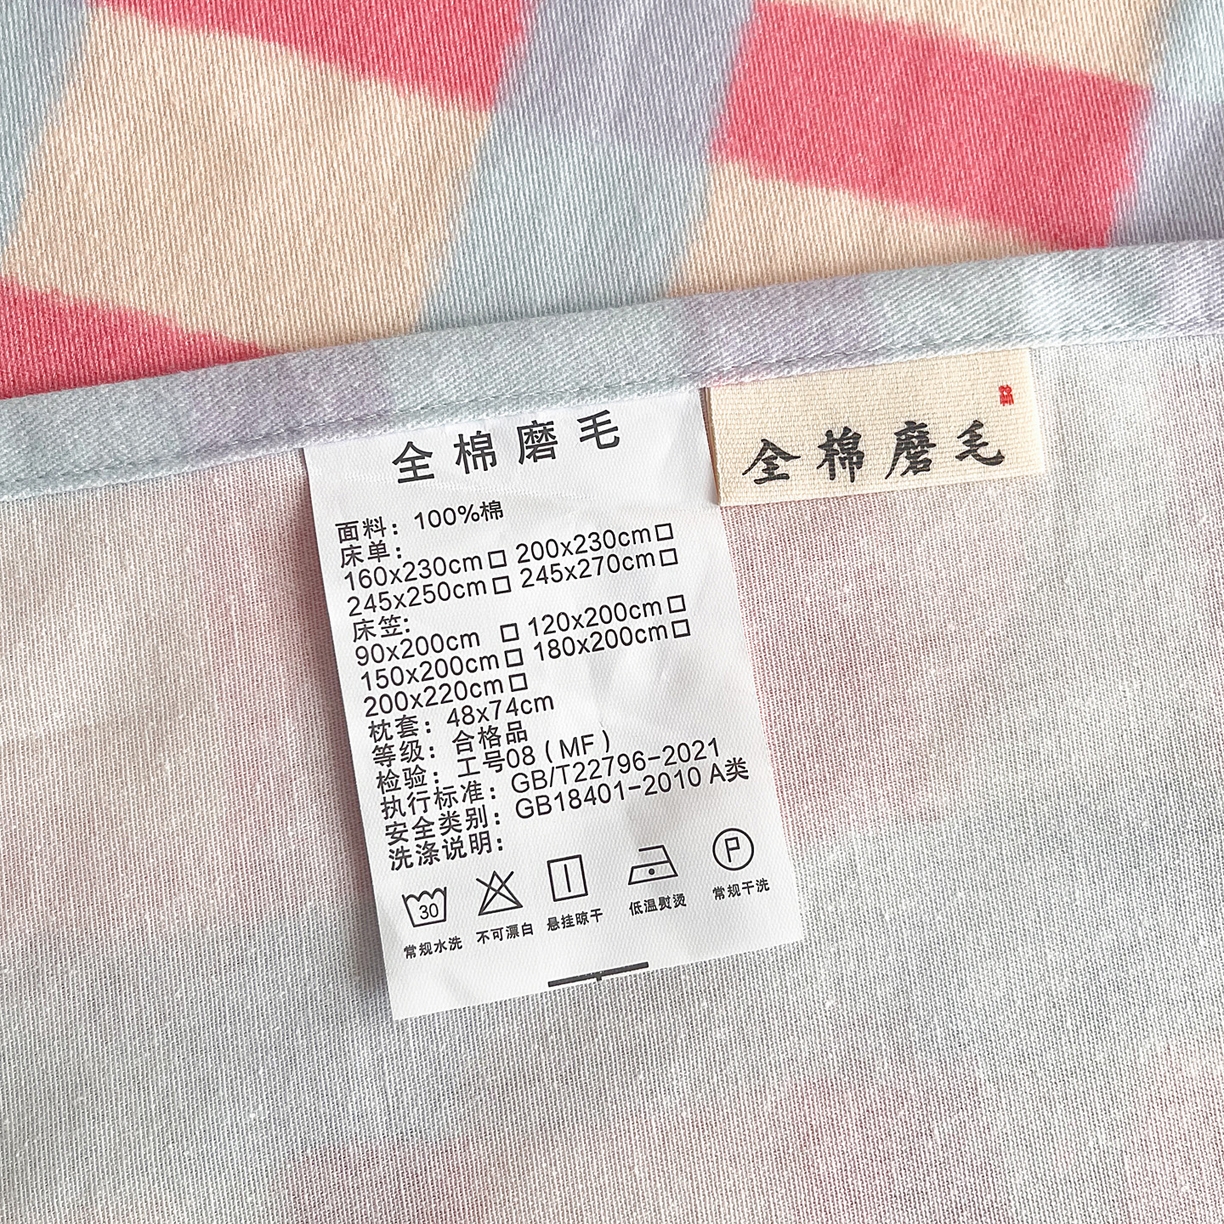 全棉磨毛
全棉磨毛
面料：100%棉
床单：
160x230cm□ 200x230cm□
245x250cm□ 245x270cm□
床笠:
90x200cm □ 120x200cm□
150x200cm□ 180x200cm□
200x220cm□
枕套：48x74cm
等级：合格品
检验：工号08（MF）
执行标准：GB/T22796-2021
安全类别：GB18401-2010 A类
洗涤说明：
30
P
常规水洗 不可漂白 悬挂晾干 低温熨烫 常规干洗